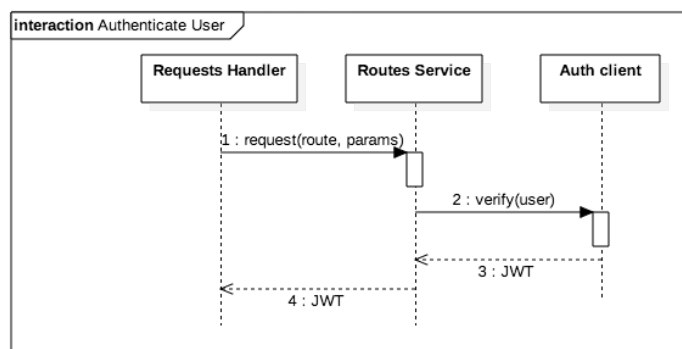 interaction Authenticate User
Requests Handler
Routes Service
Auth client
1 : request(route, params)
2 : verify(user)
3 : JWT
4 : JWT